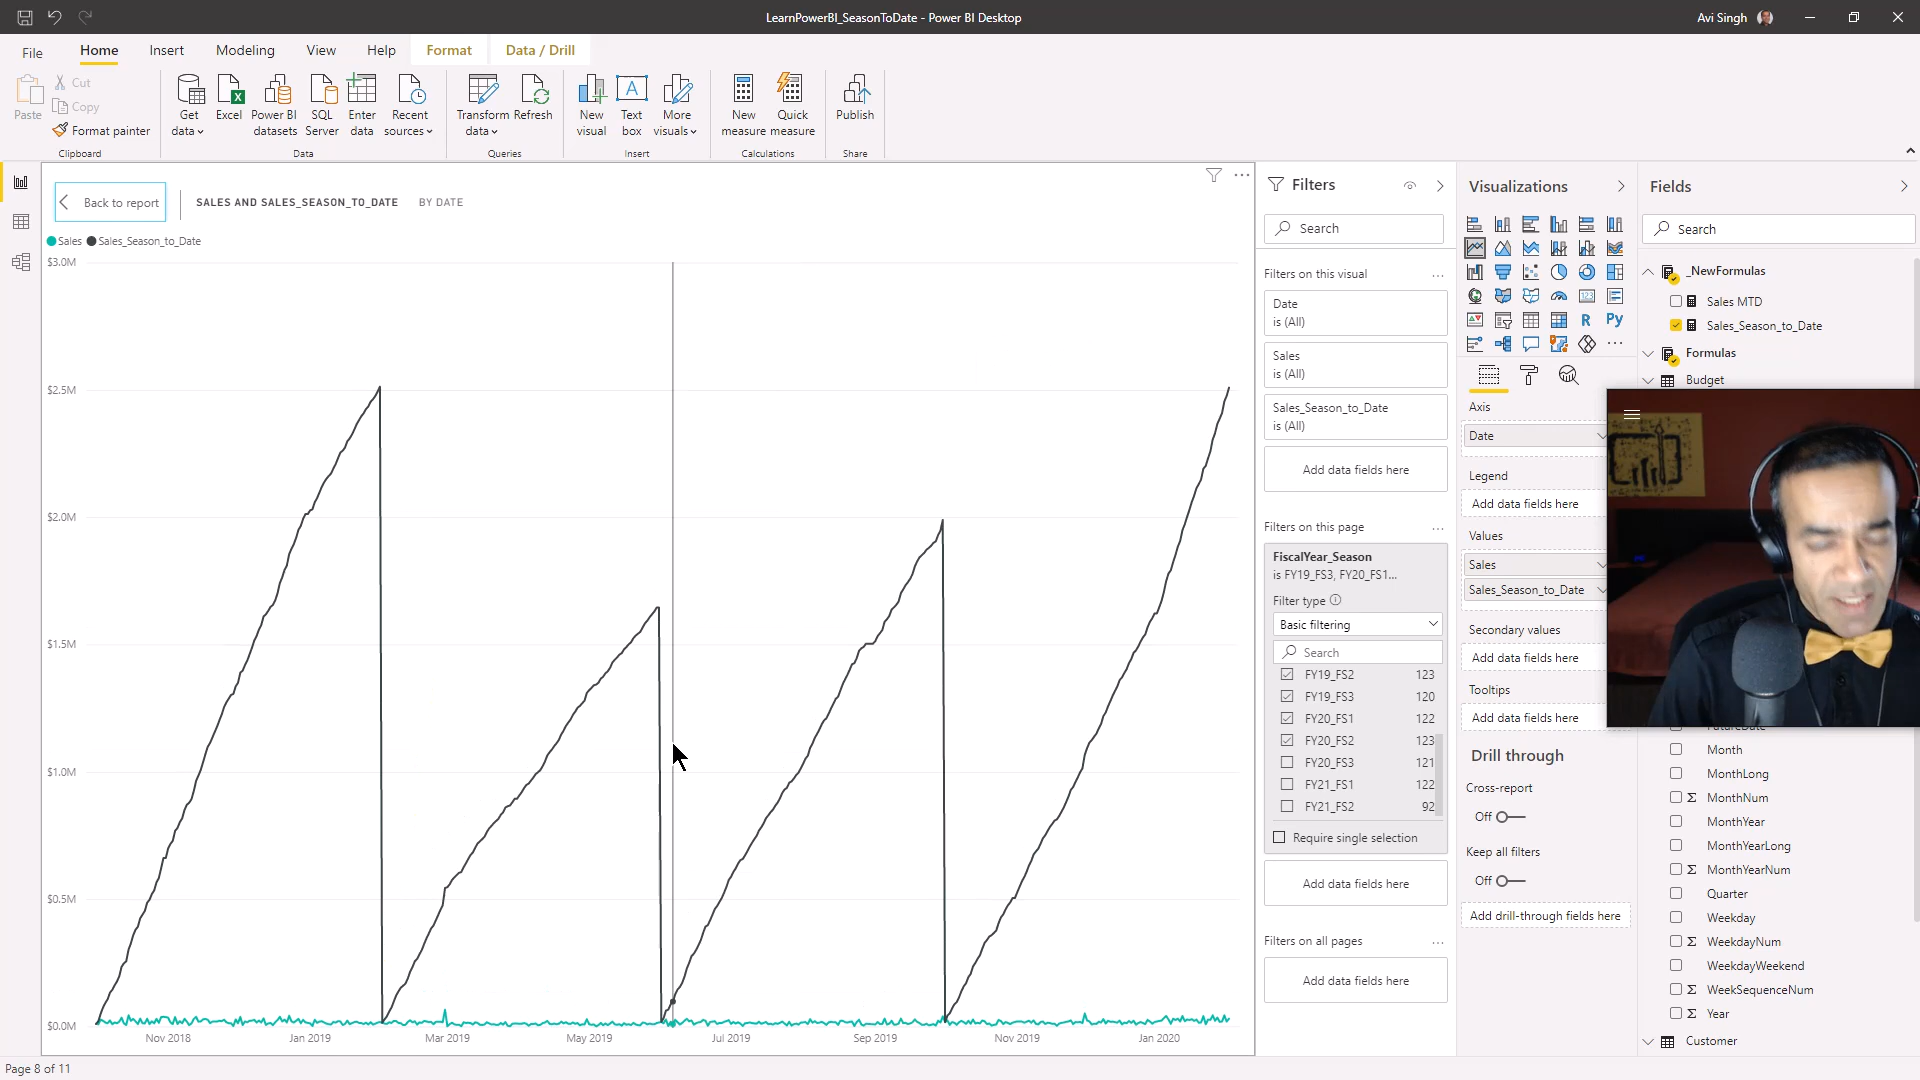 LearnPowerBI_SeasonToDate - Power BI Desktop
Avi Singh
File
Home
Insert
Modeling
View
Help
Format
Data / Drill
Paste
Cut
Copy
Format painter
Clipboard
Get data
Excel
Power BI datasets
SQL Server
Enter data
Recent sources
Data
Transform data
Refresh
Queries
New visual
Text box
More visuals
Insert
New measure
Quick measure
Calculations
Publish
Share
Back to report
SALES AND SALES_SEASON_TO_DATE
BY DATE
Sales
Sales_Season_to_Date
$3.0M
$2.5M
$2.0M
$1.5M
$1.0M
$0.5M
$0.0M
Nov 2018
Jan 2019
Mar 2019
May 2019
Jul 2019
Sep 2019
Nov 2019
Jan 2020
Filters
Search
Filters on this visual
Date
is (All)
Sales
is (All)
Sales_Season_to_Date
is (All)
Add data fields here
Filters on this page
FiscalYear_Season
is FY19_FS3, FY20_FS1...
Filter type
Basic filtering
Search
FY19_FS2 123
FY19_FS3 120
FY20_FS1 122
FY20_FS2 123
FY20_FS3 121
FY21_FS1 122
FY21_FS2 92
Require single selection
Add data fields here
Filters on all pages
Add data fields here
Visualizations
123
R
Py
Axis
Date
Legend
Add data fields here
Values
Sales
Sales_Season_to_Date
Secondary values
Add data fields here
Tooltips
Add data fields here
Drill through
Cross-report
Off
Keep all filters
Off
Add drill-through fields here
Fields
Search
_NewFormulas
Sales MTD
Sales_Season_to_Date
Formulas
Budget
FutureDate
Month
MonthLong
MonthNum
MonthYear
MonthYearLong
MonthYearNum
Quarter
Weekday
WeekdayNum
WeekdayWeekend
WeekSequenceNum
Year
Customer
Page 8 of 11